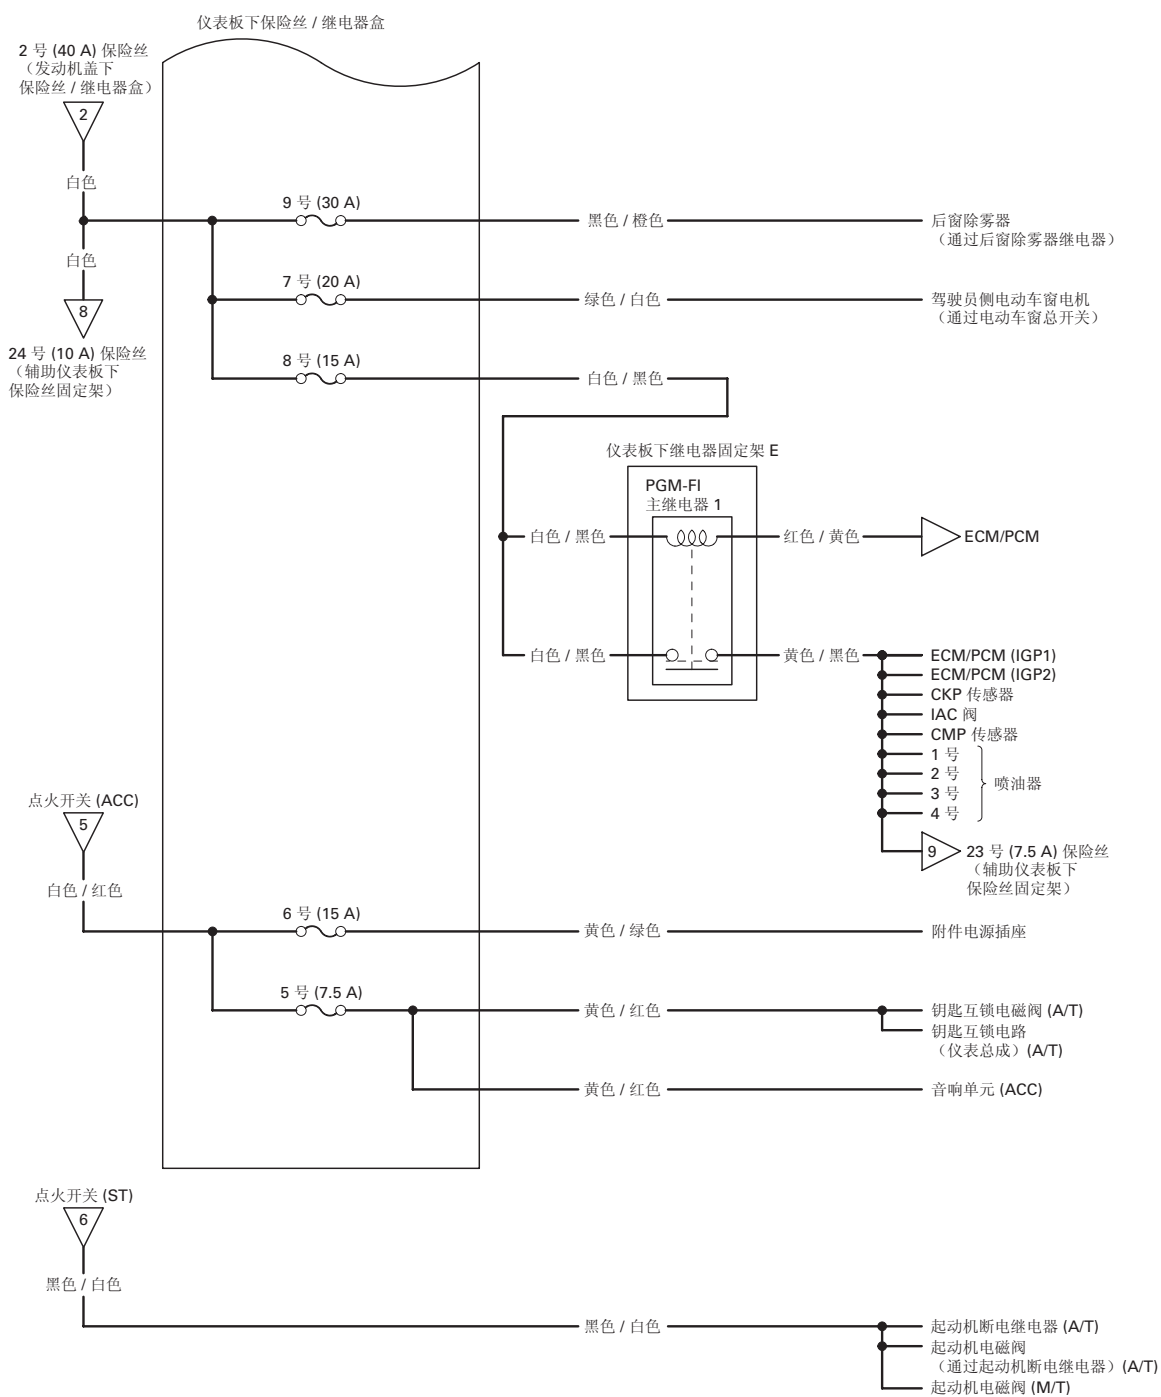 仪表板下保险丝 / 继电器盒
2 号 (40 A) 保险丝
（发动机盖下
保险丝 / 继电器盒）
2
白色
9 号 (30 A)
黑色 / 橙色
后窗除雾器
（通过后窗除雾器继电器）
白色
7 号 (20 A)
绿色 / 白色
驾驶员侧电动车窗电机
（通过电动车窗总开关）
8
24 号 (10 A) 保险丝
（辅助仪表板下
保险丝固定架）
8 号 (15 A)
白色 / 黑色
仪表板下继电器固定架 E
PGM-FI
主继电器 1
白色 / 黑色
红色 / 黄色
ECM/PCM
白色 / 黑色
黄色 / 黑色
ECM/PCM (IGP1)
ECM/PCM (IGP2)
CKP 传感器
IAC 阀
CMP 传感器
1 号
2 号
3 号
4 号
喷油器
9
23 号 (7.5 A) 保险丝
（辅助仪表板下
保险丝固定架）
点火开关 (ACC)
5
白色 / 红色
6 号 (15 A)
黄色 / 绿色
附件电源插座
5 号 (7.5 A)
黄色 / 红色
钥匙互锁电磁阀 (A/T)
钥匙互锁电路
（仪表总成）(A/T)
黄色 / 红色
音响单元 (ACC)
点火开关 (ST)
6
黑色 / 白色
黑色 / 白色
起动机断电继电器 (A/T)
起动机电磁阀
（通过起动机断电继电器）(A/T)
起动机电磁阀 (M/T)